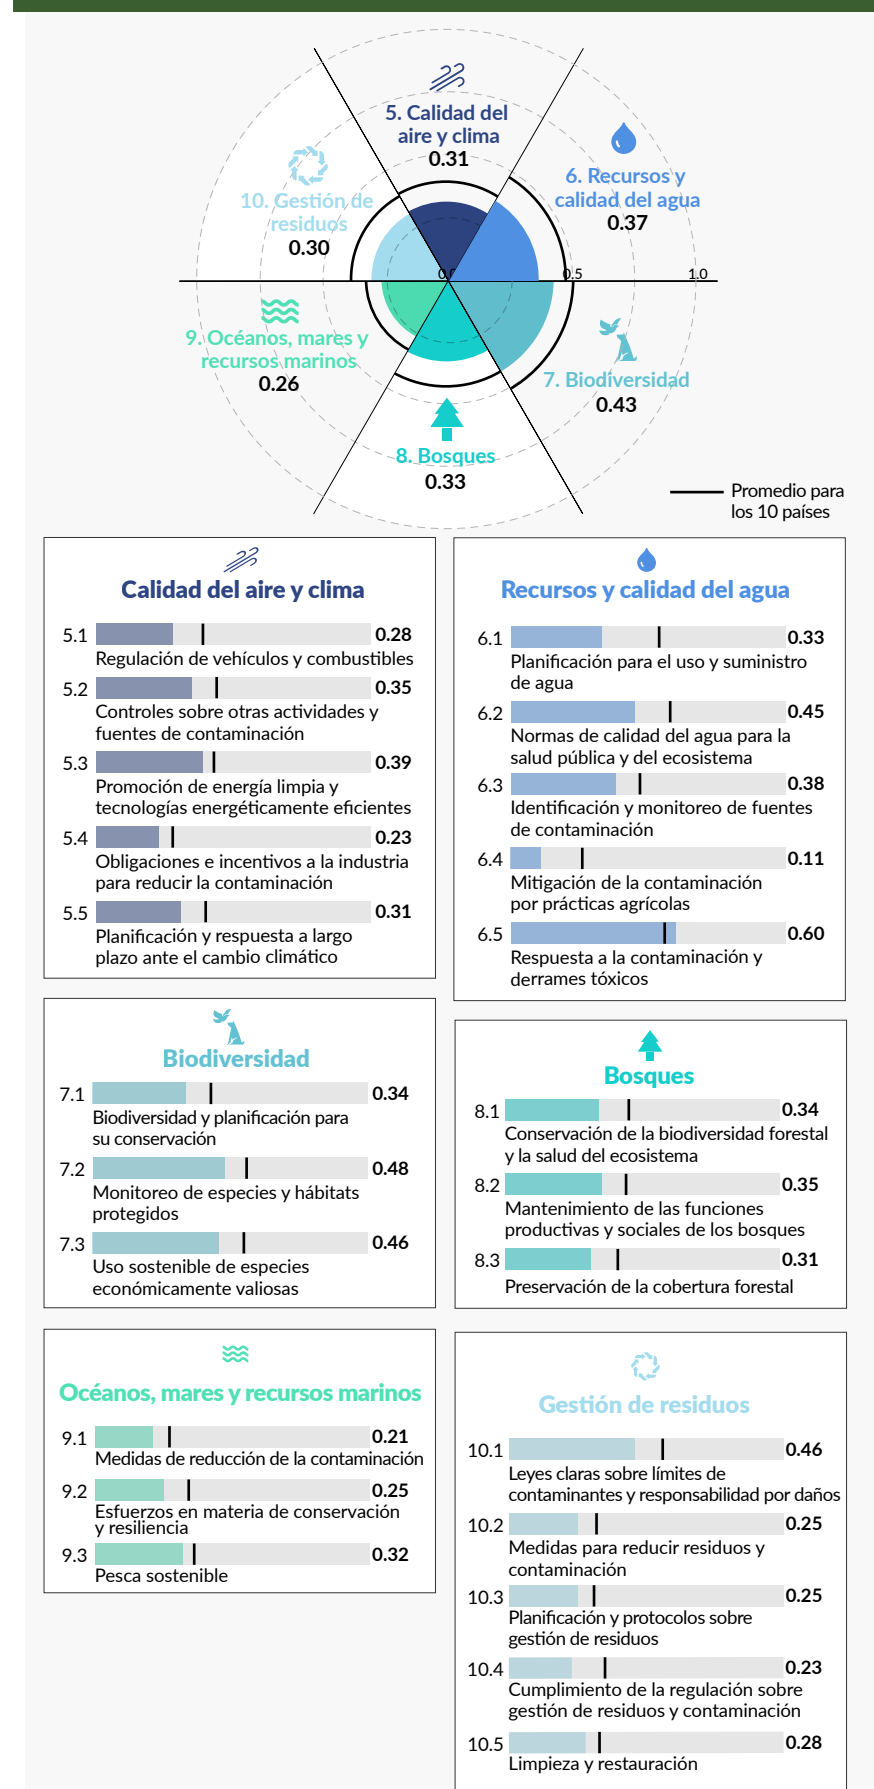 5. Calidad del
aire y clima
0.31
6. Recursos y
calidad del agua
0.37
10. Gestión de
residuos
0.30
0.0
0.5
1.0
9. Océanos, mares y
recursos marinos
0.26
7. Biodiversidad
0.43
8. Bosques
0.33
Promedio para
los 10 países
Calidad del aire y clima
5.1
0.28
Regulación de vehículos y combustibles
5.2
0.35
Controles sobre otras actividades y
fuentes de contaminación
5.3
0.39
Promoción de energía limpia y
tecnologías energéticamente eficientes
5.4
0.23
Obligaciones e incentivos a la industria
para reducir la contaminación
5.5
0.31
Planificación y respuesta a largo
plazo ante el cambio climático
Recursos y calidad del agua
6.1
0.33
Planificación para el uso y suministro
de agua
6.2
0.45
Normas de calidad del agua para la
salud pública y del ecosistema
6.3
0.38
Identificación y monitoreo de fuentes
de contaminación
6.4
0.11
Mitigación de la contaminación
por prácticas agrícolas
6.5
0.60
Respuesta a la contaminación y
derrames tóxicos
Biodiversidad
7.1
0.34
Biodiversidad y planificación para
su conservación
7.2
0.48
Monitoreo de especies y hábitats
protegidos
7.3
0.46
Uso sostenible de especies
económicamente valiosas
Bosques
8.1
0.34
Conservación de la biodiversidad forestal
y la salud del ecosistema
8.2
0.35
Mantenimiento de las funciones
productivas y sociales de los bosques
8.3
0.31
Preservación de la cobertura forestal
Océanos, mares y recursos marinos
9.1
0.21
Medidas de reducción de la contaminación
9.2
0.25
Esfuerzos en materia de conservación
y resiliencia
9.3
0.32
Pesca sostenible
Gestión de residuos
10.1
0.46
Leyes claras sobre límites de
contaminantes y responsabilidad por daños
10.2
0.25
Medidas para reducir residuos y
contaminación
10.3
0.25
Planificación y protocolos sobre
gestión de residuos
10.4
0.23
Cumplimiento de la regulación sobre
gestión de residuos y contaminación
10.5
0.28
Limpieza y restauración